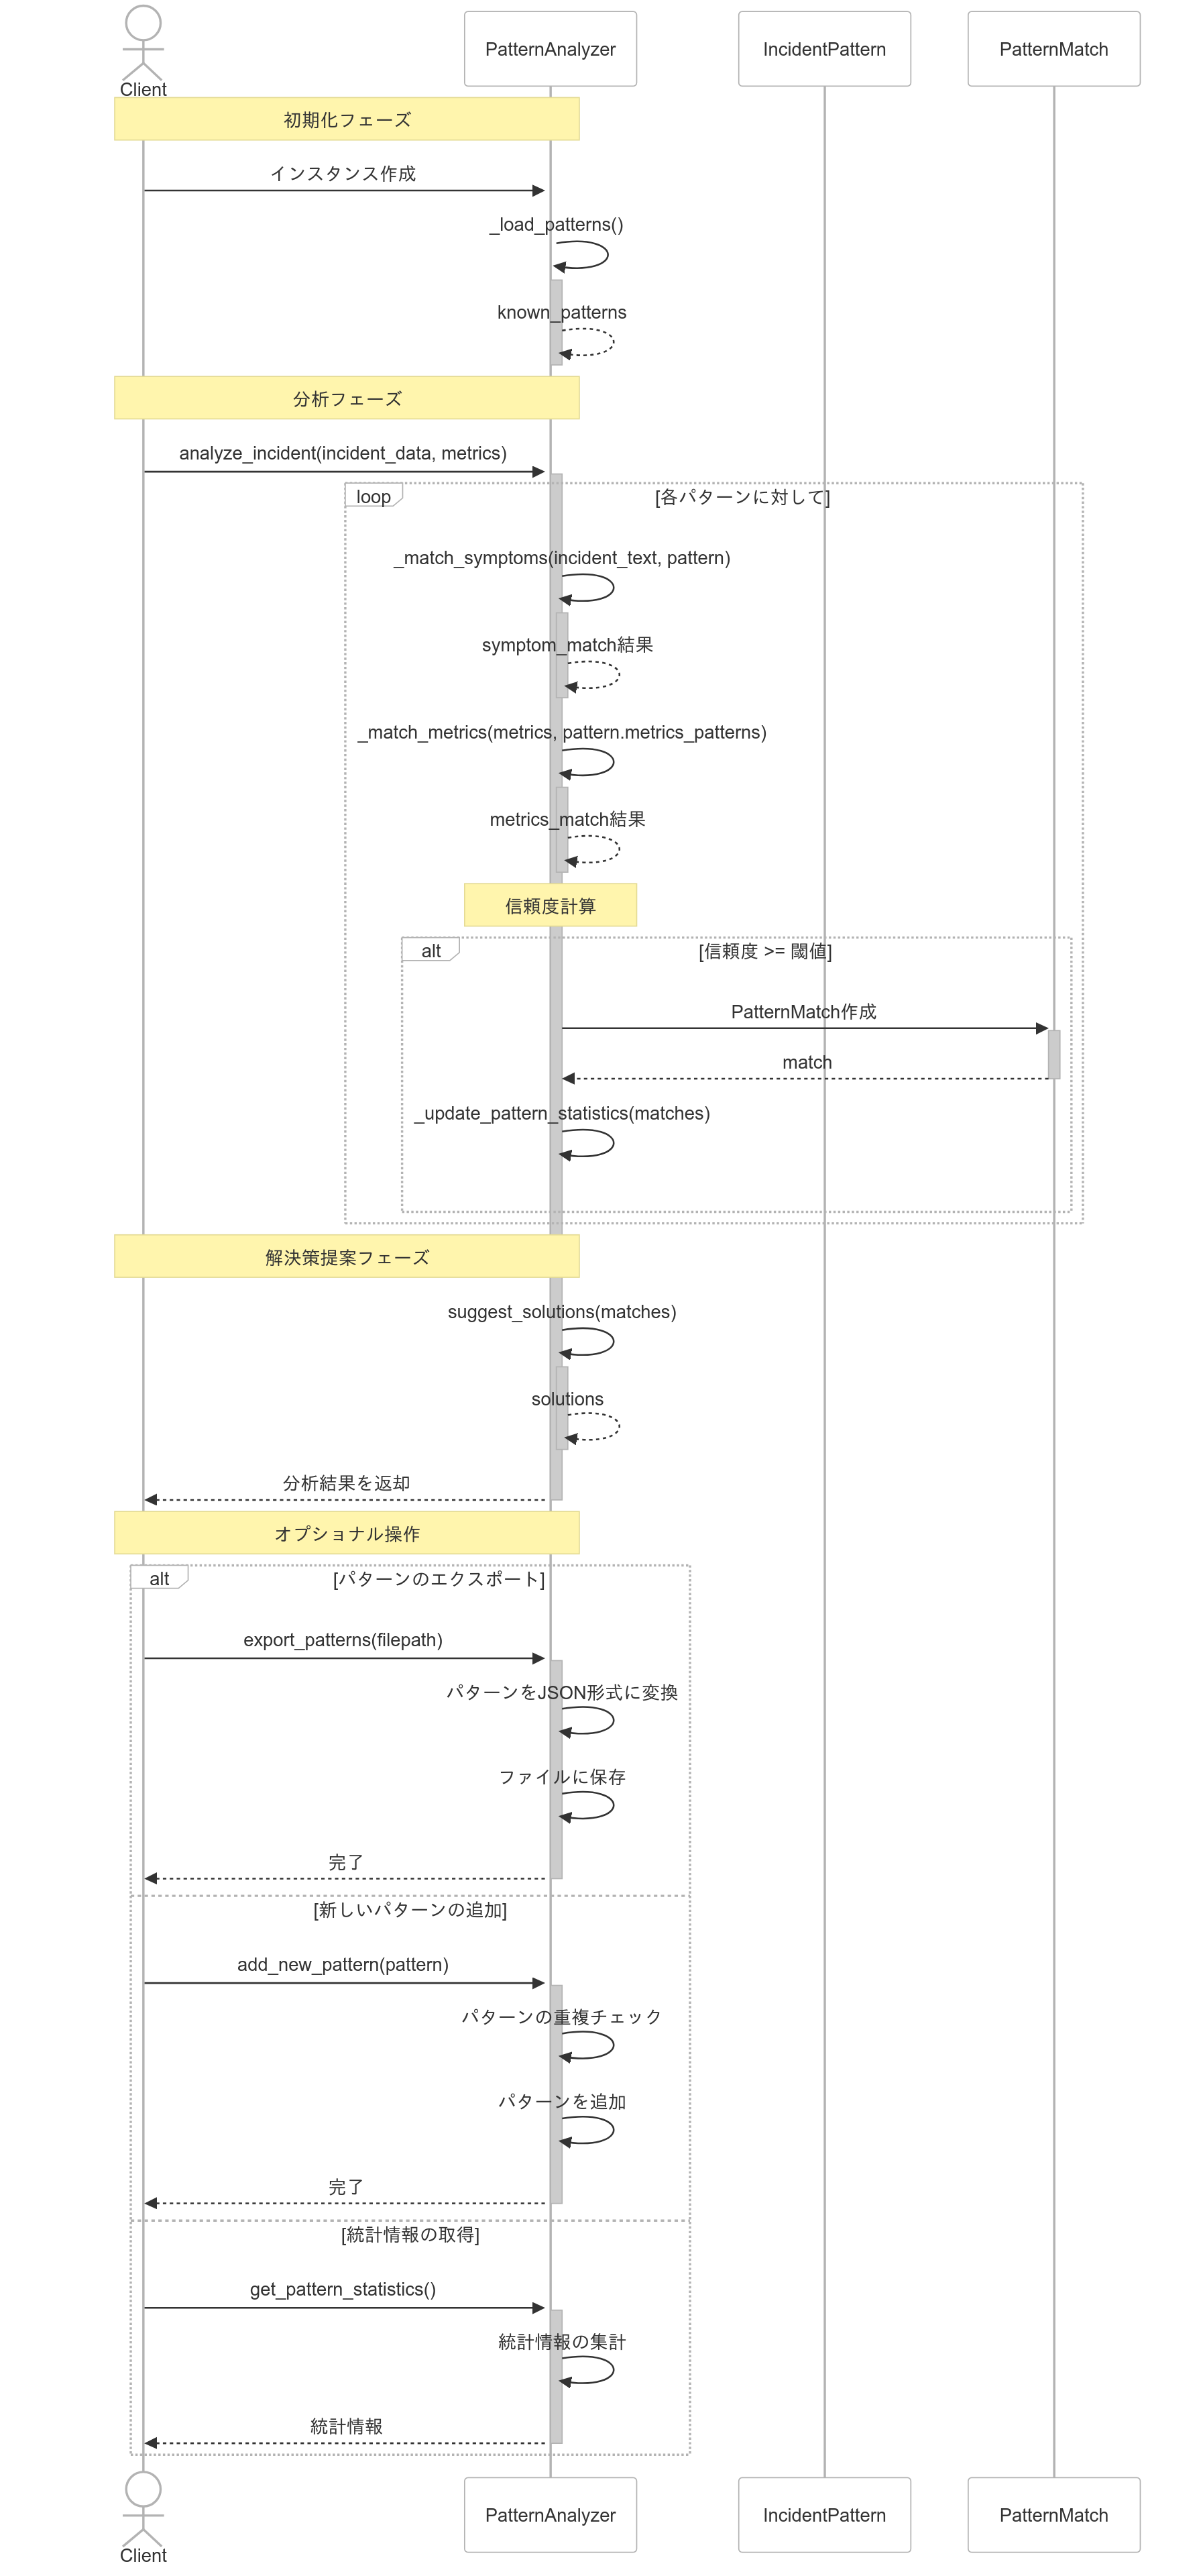 Client
PatternAnalyzer
IncidentPattern
PatternMatch
初期化フェーズ
インスタンス作成
_load_patterns()
known_patterns
分析フェーズ
analyze_incident(incident_data, metrics)
loop
[各パターンに対して]
_match_symptoms(incident_text, pattern)
symptom_match結果
_match_metrics(metrics, pattern.metrics_patterns)
metrics_match結果
信頼度計算
alt
[信頼度 >= 閾値]
PatternMatch作成
match
_update_pattern_statistics(matches)
解決策提案フェーズ
suggest_solutions(matches)
solutions
分析結果を返却
オプショナル操作
alt
[パターンのエクスポート]
export_patterns(filepath)
パターンをJSON形式に変換
ファイルに保存
完了
[新しいパターンの追加]
add_new_pattern(pattern)
パターンの重複チェック
パターンを追加
完了
[統計情報の取得]
get_pattern_statistics()
統計情報の集計
統計情報
Client
PatternAnalyzer
IncidentPattern
PatternMatch